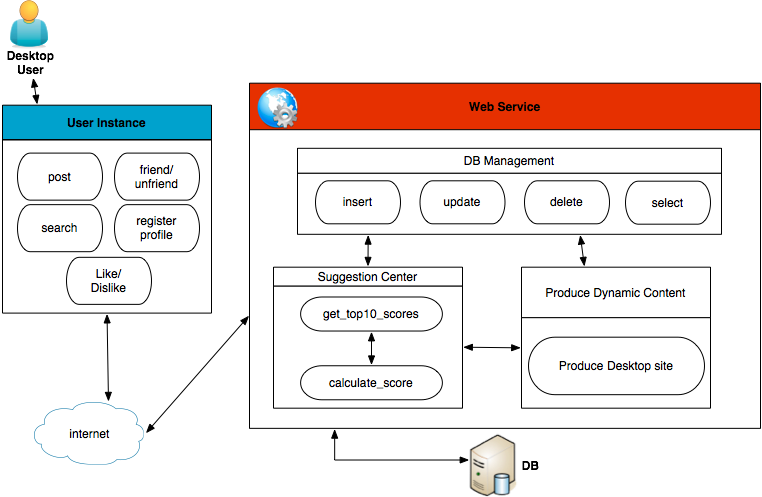 Desktop
User
User Instance
post
friend/
unfriend
search
register
profile
Like/
Dislike
internet
Web Service
DB Management
insert
update
delete
select
Suggestion Center
get_top10_scores
calculate_score
Produce Dynamic Content
Produce Desktop site
DB